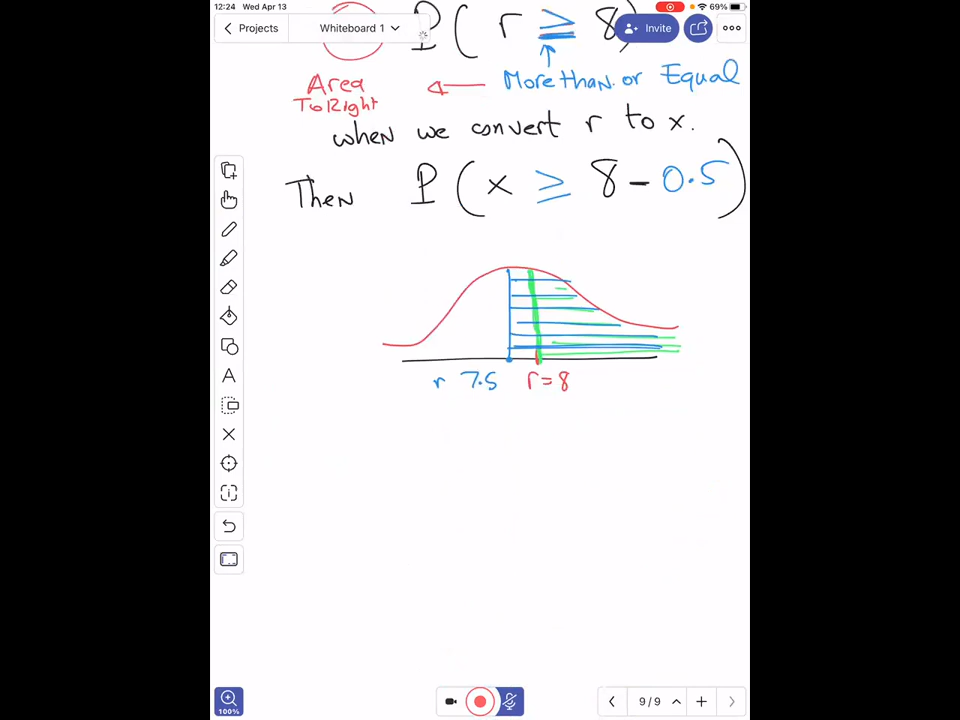 12:24 Wed Apr 13
69%
Projects
Whiteboard 1
Invite
P ( r ≥ 8 )
Area
To Right
More than or Equal
when we convert r to x.
Then P ( x ≥ 8 - 0.5 )
r 7.5 r = 8
A
100%
9/9